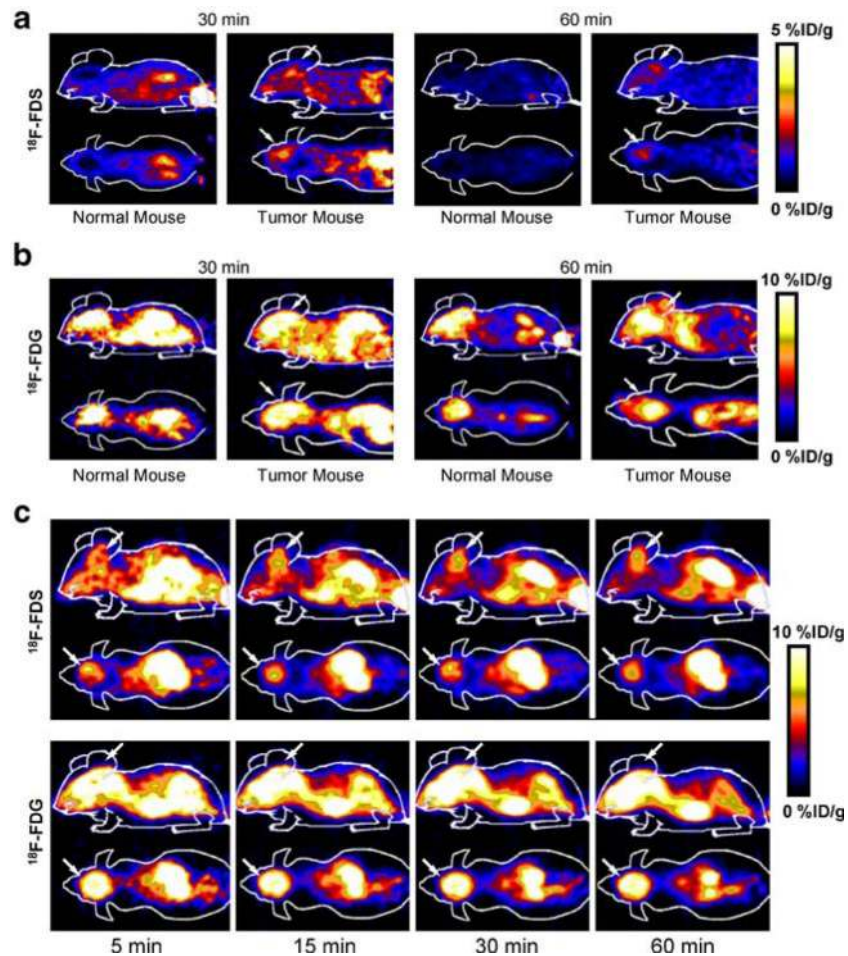 a
30 min 60 min
5 %ID/g
¹⁸F-FDS
0 %ID/g
Normal Mouse Tumor Mouse Normal Mouse Tumor Mouse
b
30 min 60 min
10 %ID/g
¹⁸F-FDG
0 %ID/g
Normal Mouse Tumor Mouse Normal Mouse Tumor Mouse
c
¹⁸F-FDS
10 %ID/g
0 %ID/g
¹⁸F-FDG
5 min 15 min 30 min 60 min